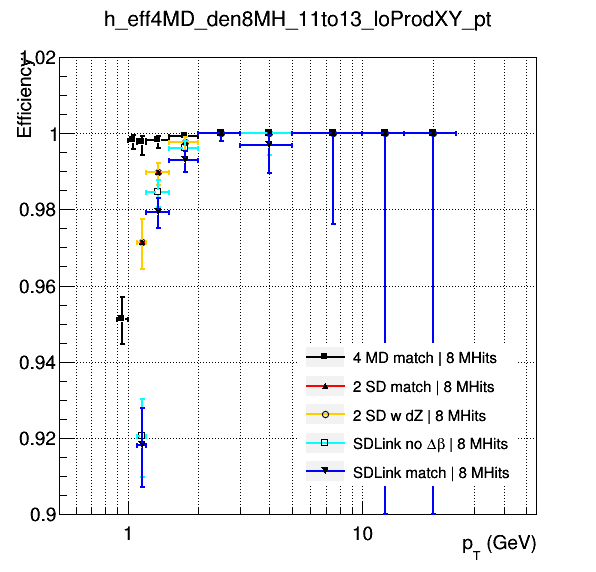 h_eff4MD_den8MH_11to13_loProdXY_pt
Efficiency
1.02
1
0.98
0.96
0.94
0.92
0.9
4 MD match | 8 MHits
2 SD match | 8 MHits
2 SD w dZ | 8 MHits
SDLink no Δβ | 8 MHits
SDLink match | 8 MHits
1
10
p_T (GeV)